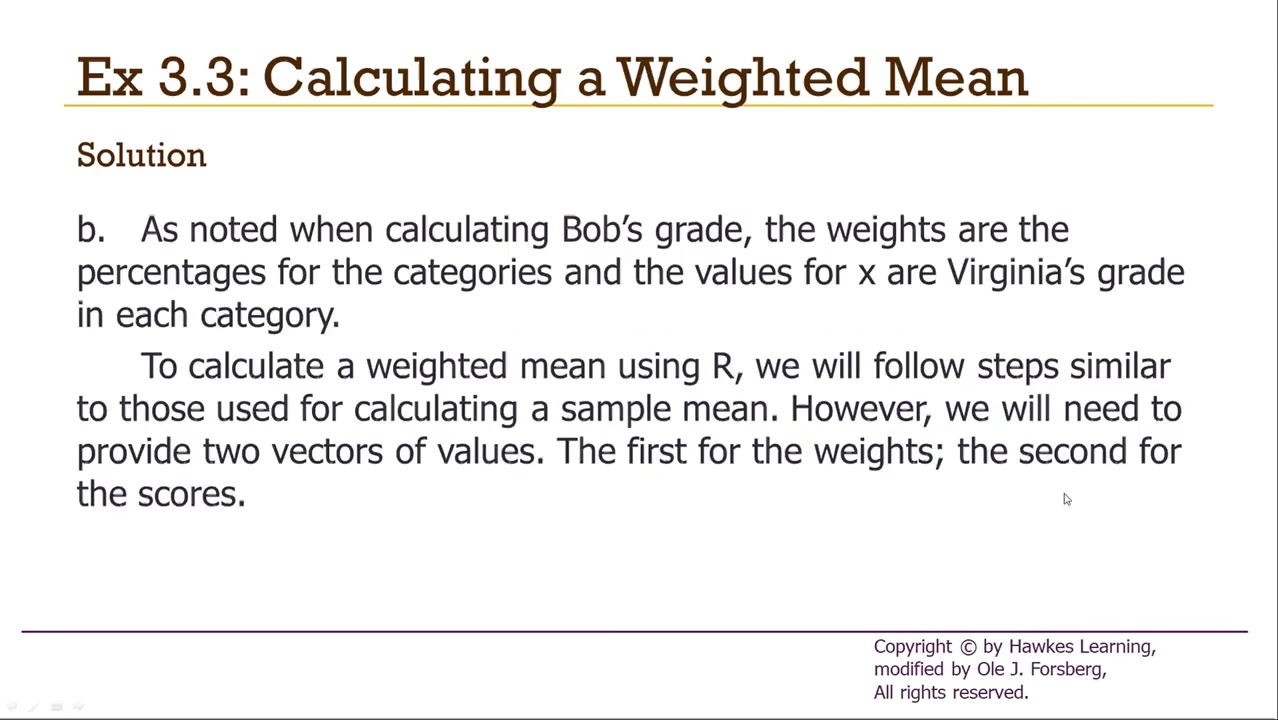 Ex 3.3: Calculating a Weighted Mean
Solution
b. As noted when calculating Bob’s grade, the weights are the
percentages for the categories and the values for x are Virginia’s grade
in each category.
To calculate a weighted mean using R, we will follow steps similar
to those used for calculating a sample mean. However, we will need to
provide two vectors of values. The first for the weights; the second for
the scores.
Copyright © by Hawkes Learning,
modified by Ole J. Forsberg,
All rights reserved.